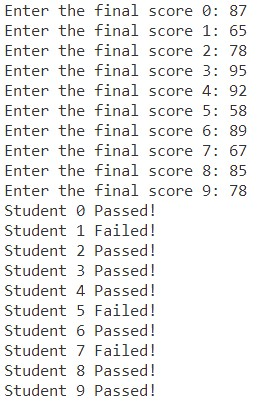 Enter the final score 0: 87
Enter the final score 1: 65
Enter the final score 2: 78
Enter the final score 3: 95
Enter the final score 4: 92
Enter the final score 5: 58
Enter the final score 6: 89
Enter the final score 7: 67
Enter the final score 8: 85
Enter the final score 9: 78
Student 0 Passed!
Student 1 Failed!
Student 2 Passed!
Student 3 Passed!
Student 4 Passed!
Student 5 Failed!
Student 6 Passed!
Student 7 Failed!
Student 8 Passed!
Student 9 Passed!